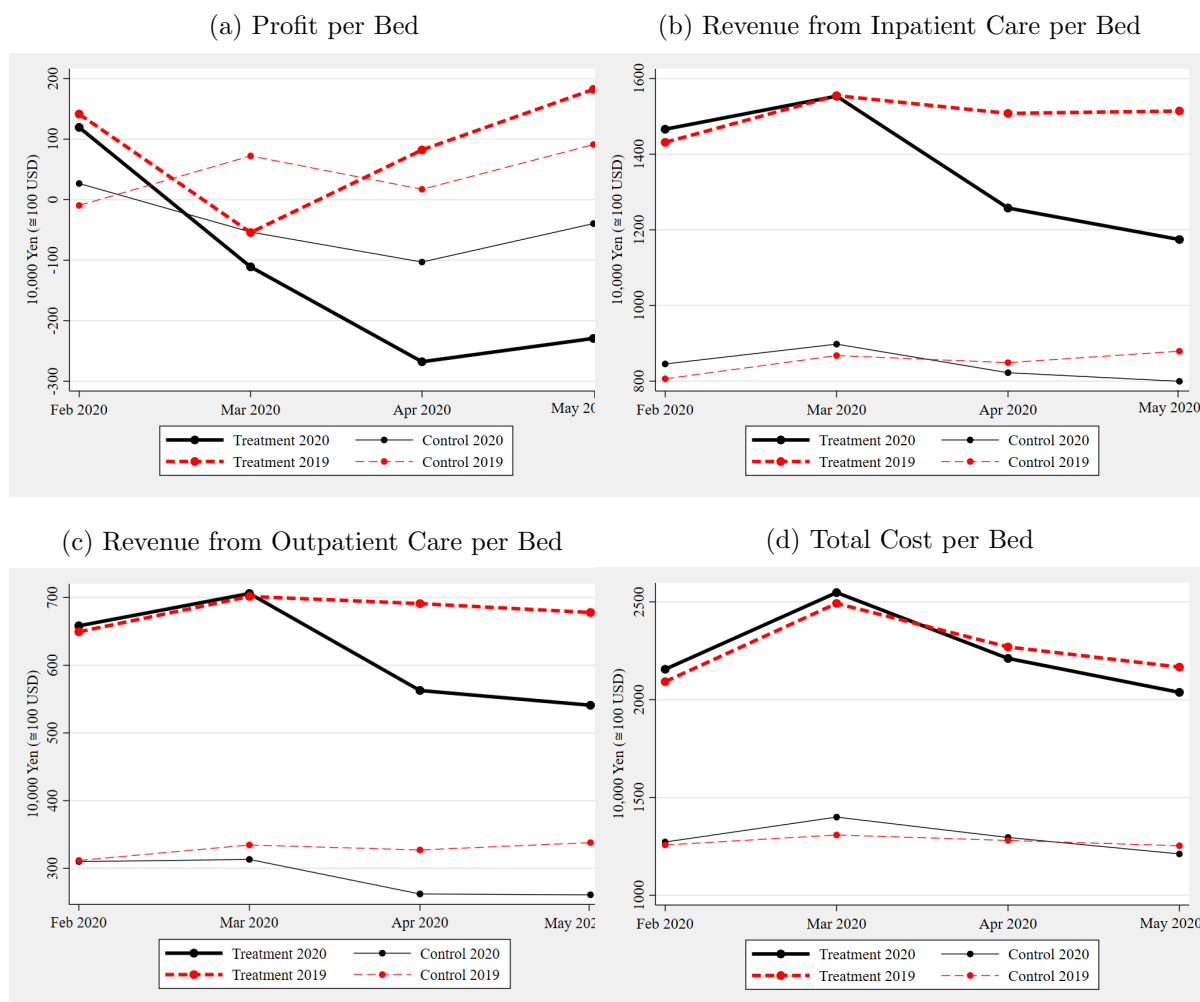 (a) Profit per Bed
10,000 Yen (≅100 USD)
200
100
0
-100
-200
-300
Feb 2020
Mar 2020
Apr 2020
May 20
Treatment 2020
Control 2020
Treatment 2019
Control 2019
(b) Revenue from Inpatient Care per Bed
10,000 Yen (≅100 USD)
1600
1400
1200
1000
800
Feb 2020
Mar 2020
Apr 2020
May 2020
Treatment 2020
Control 2020
Treatment 2019
Control 2019
(c) Revenue from Outpatient Care per Bed
10,000 Yen (≅100 USD)
700
600
500
400
300
Feb 2020
Mar 2020
Apr 2020
May 202
Treatment 2020
Control 2020
Treatment 2019
Control 2019
(d) Total Cost per Bed
10,000 Yen (≅100 USD)
2500
2000
1500
1000
Feb 2020
Mar 2020
Apr 2020
May 2020
Treatment 2020
Control 2020
Treatment 2019
Control 2019